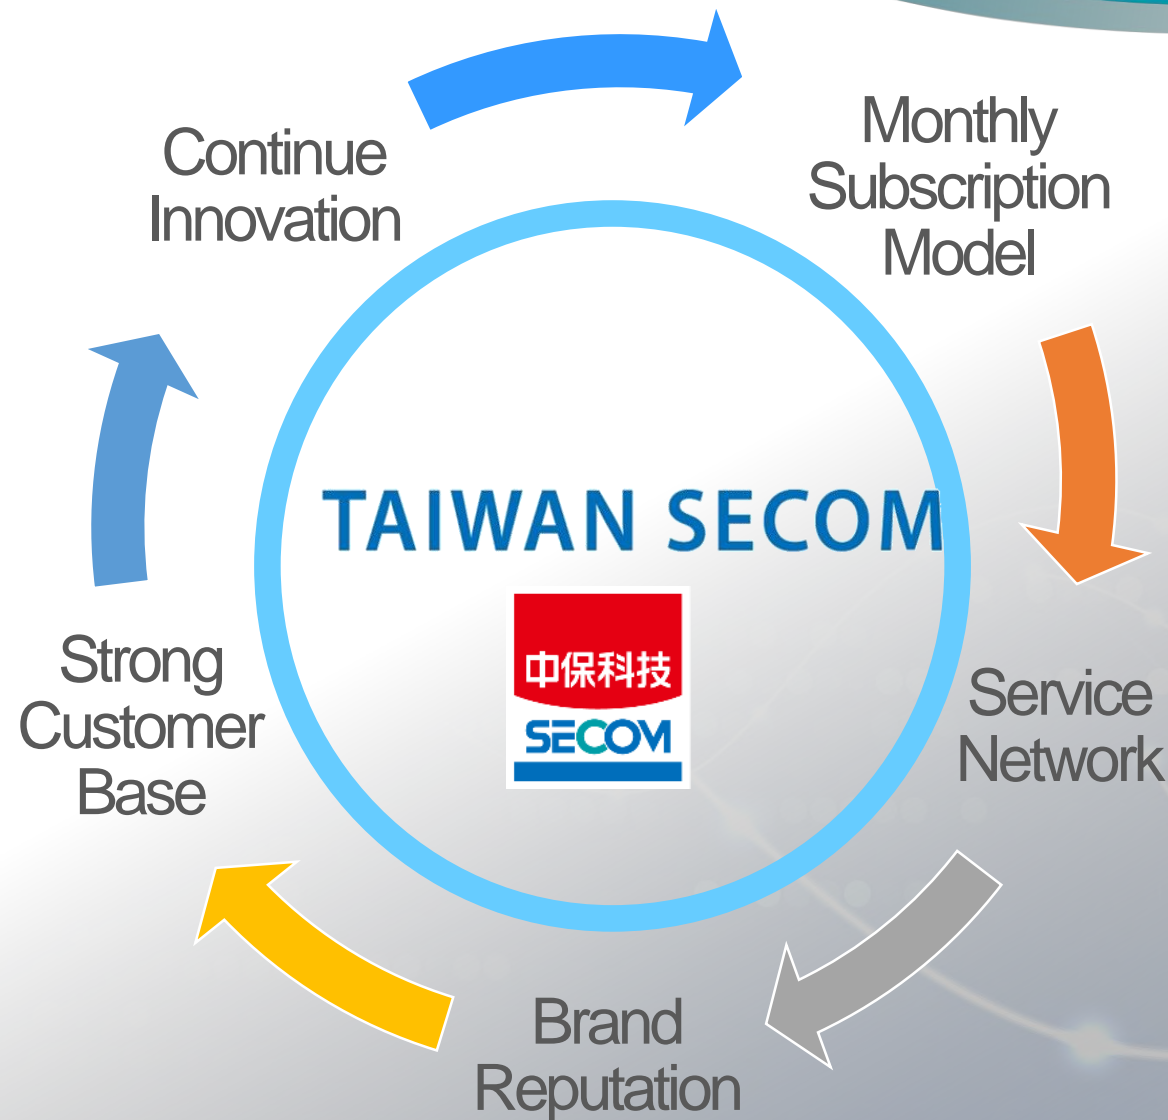 Continue
Innovation
Monthly
Subscription
Model
TAIWAN SECOM
中保科技
SECOM
Strong
Customer
Base
Service
Network
Brand
Reputation